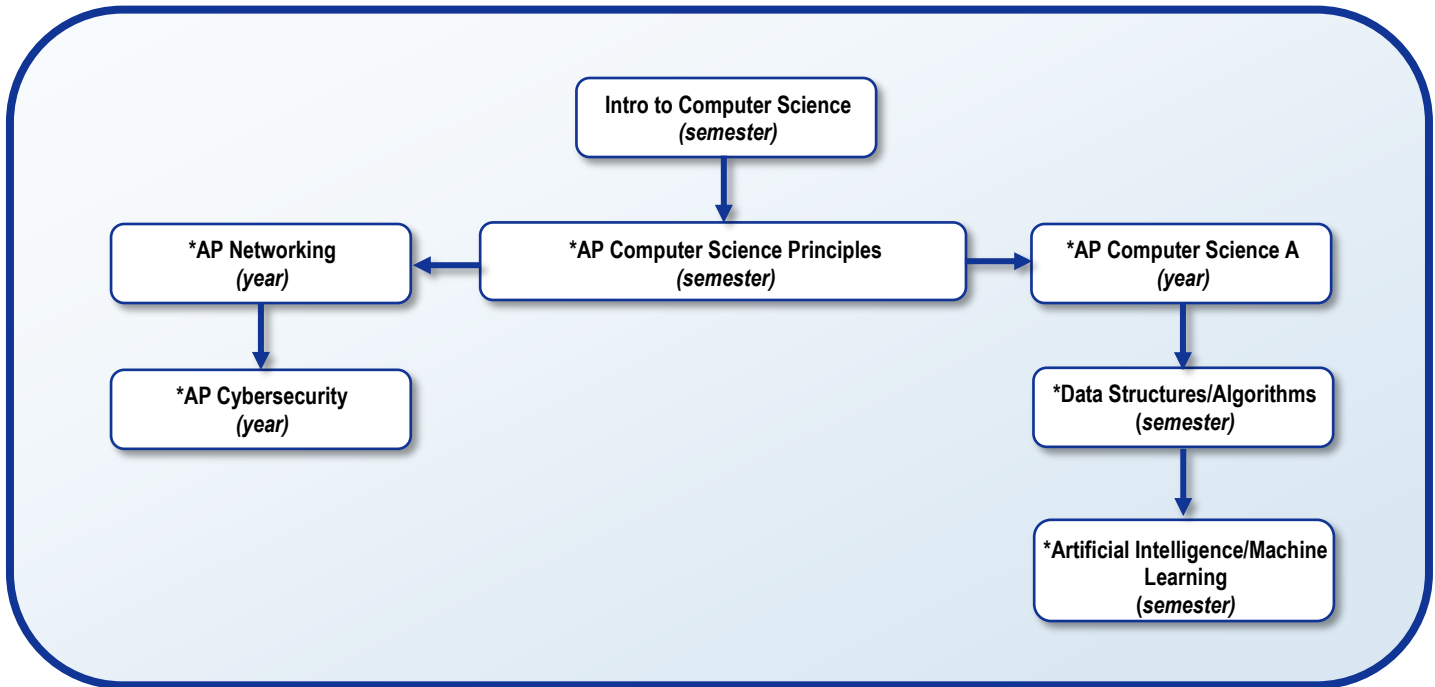 Intro to Computer Science
(semester)
*AP Networking
(year)
*AP Computer Science Principles
(semester)
*AP Computer Science A
(year)
*AP Cybersecurity
(year)
*Data Structures/Algorithms
(semester)
*Artificial Intelligence/Machine
Learning
(semester)